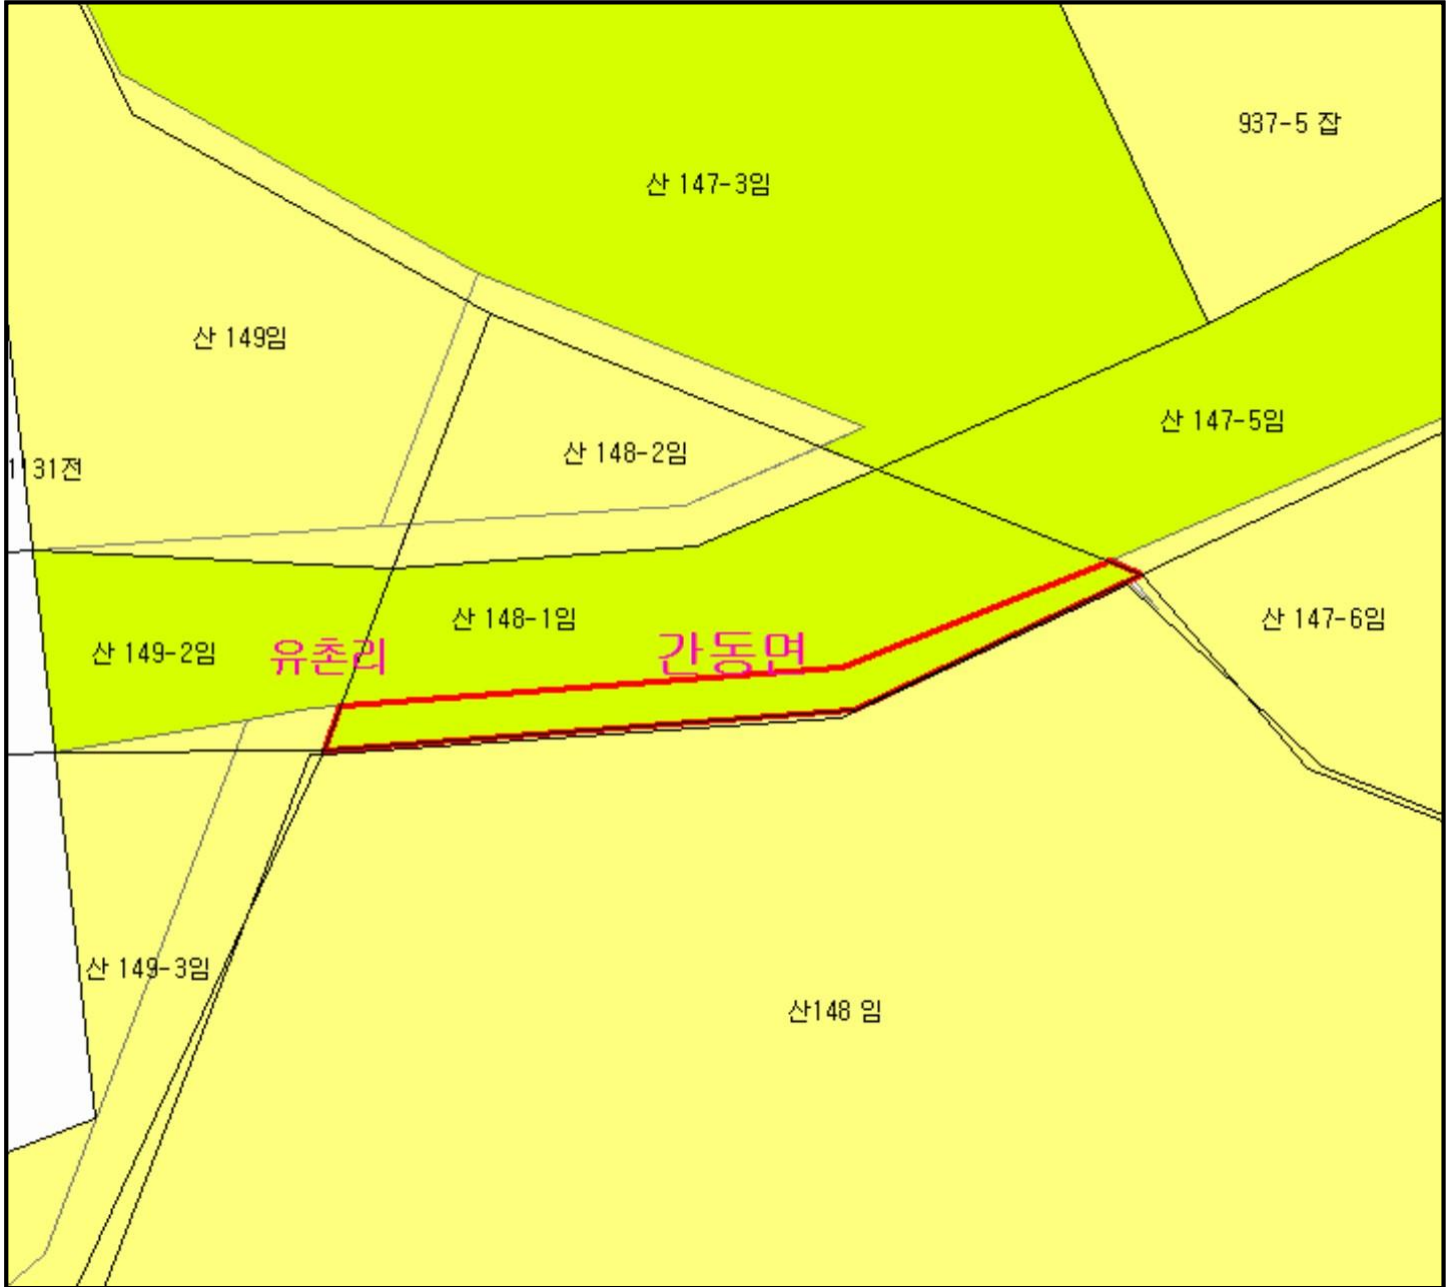 937-5 잡
산 147-3임
산 149임
산 147-5임
산 148-2임
131전
산 148-1임
산 147-6임
산 149-2임
유촌리
간동면
산 149-3임
산148 임